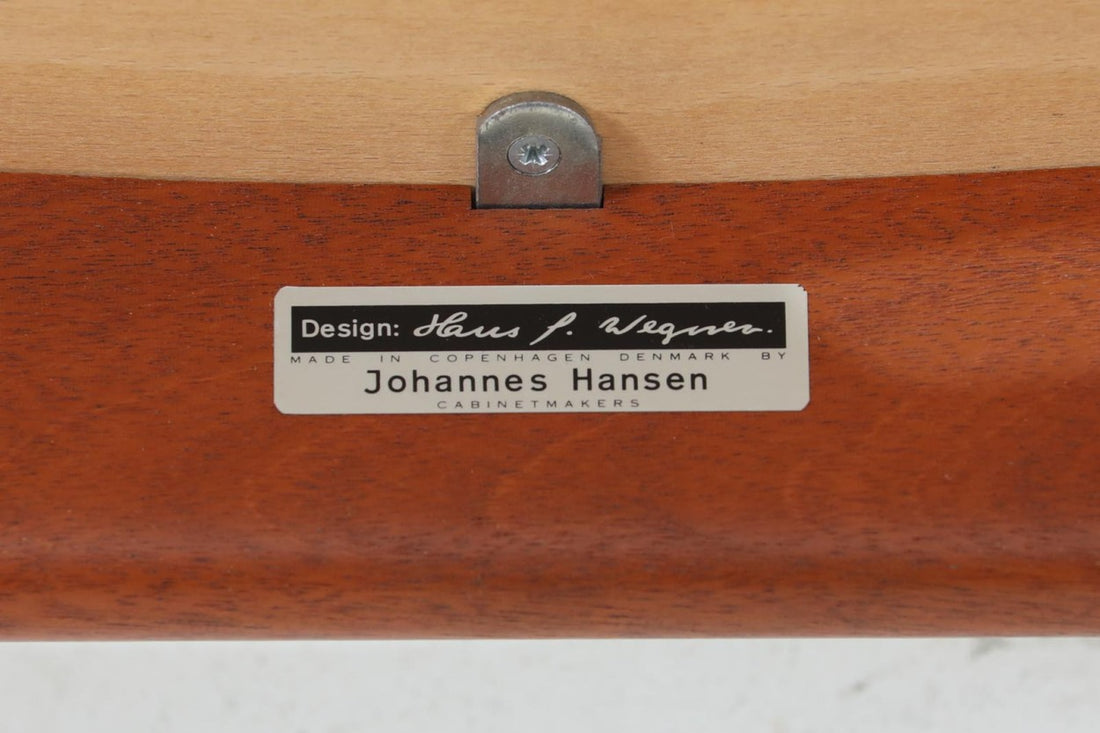 Design: Hans J. Wegner.
MADE IN COPENHAGEN DENMARK BY
Johannes Hansen
CABINETMAKERS